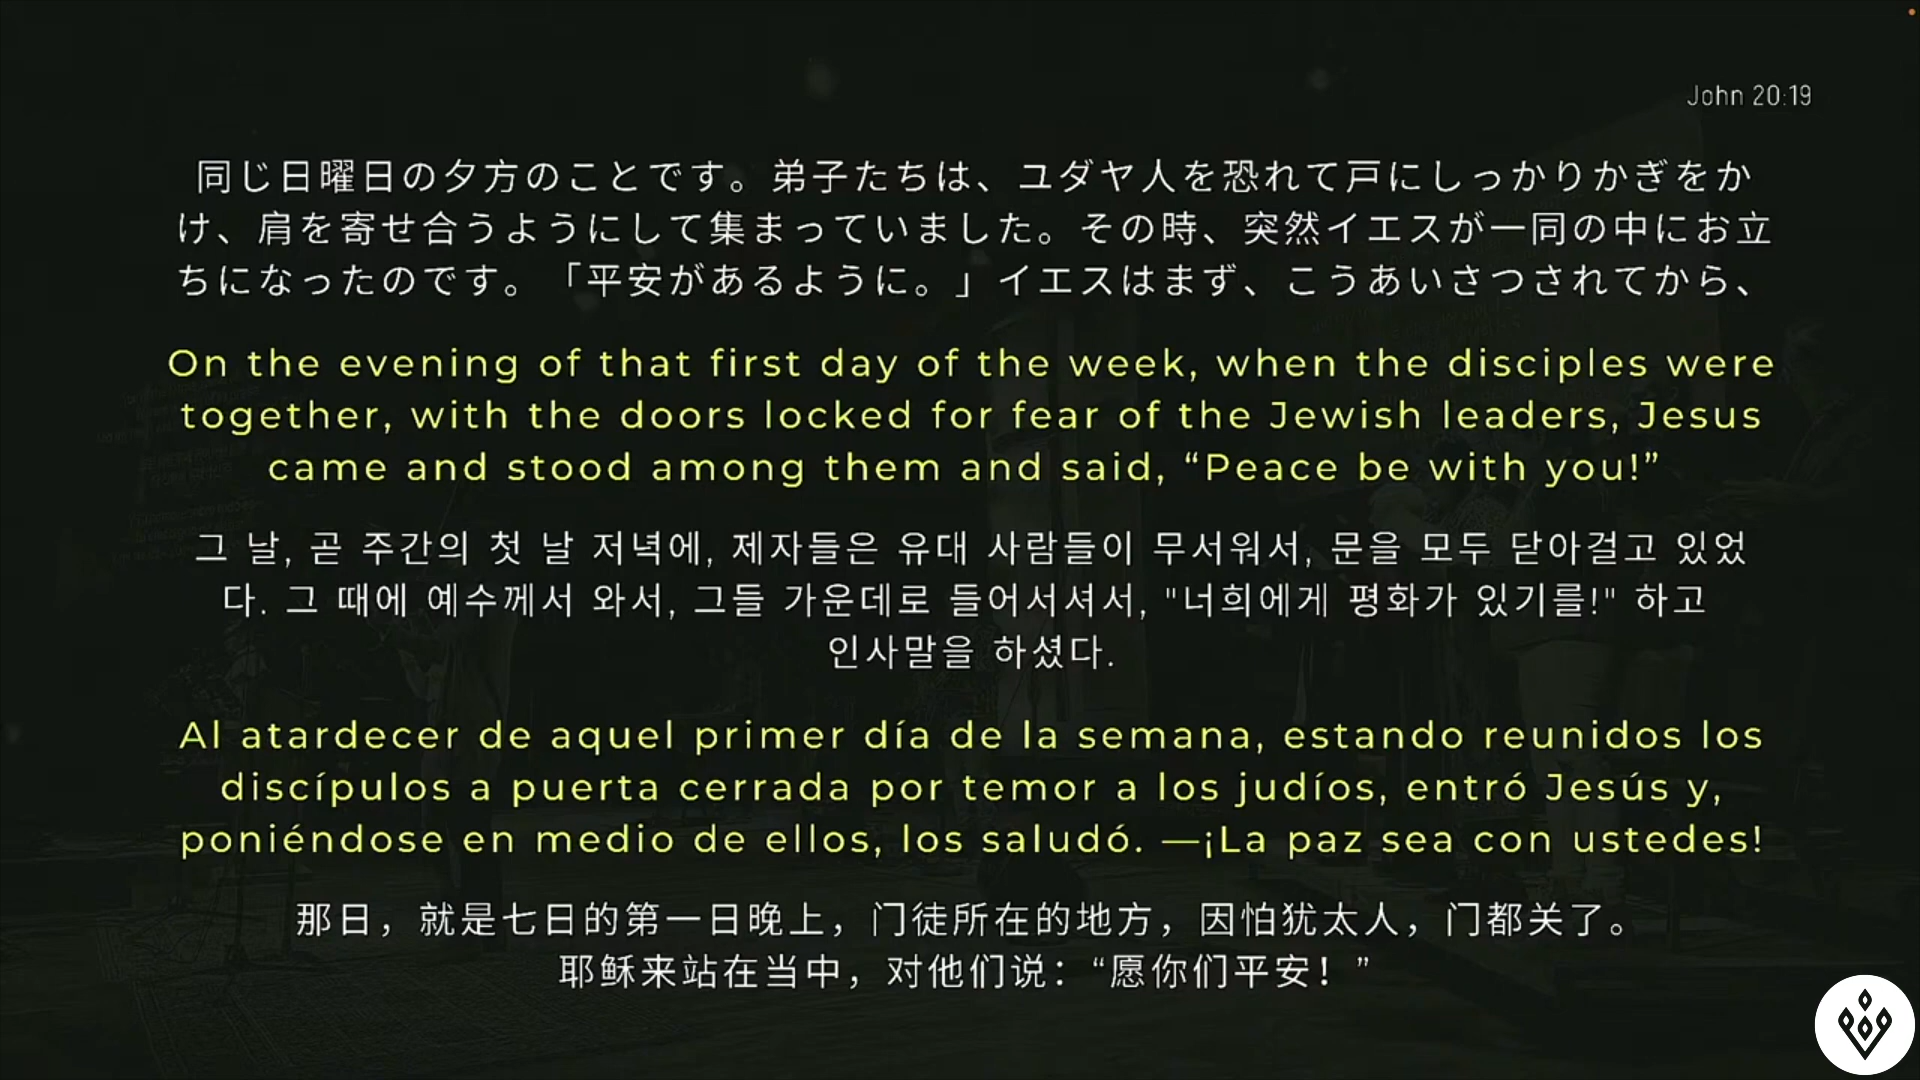 John 20:19
同じ日曜日の夕方のことです。弟子たちは、ユダヤ人を恐れて戸にしっかりかぎをか
け、肩を寄せ合うようにして集まっていました。その時、突然イエスが一同の中にお立
ちになったのです。「平安があるように。」イエスはまず、こうあいさつされてから、
On the evening of that first day of the week, when the disciples were
together, with the doors locked for fear of the Jewish leaders, Jesus
came and stood among them and said, “Peace be with you!”
그 날, 곧 주간의 첫 날 저녁에, 제자들은 유대 사람들이 무서워서, 문을 모두 닫아걸고 있었
다. 그 때에 예수께서 와서, 그들 가운데로 들어서셔서, "너희에게 평화가 있기를!" 하고
인사말을 하셨다.
Al atardecer de aquel primer día de la semana, estando reunidos los
discípulos a puerta cerrada por temor a los judíos, entró Jesús y,
poniéndose en medio de ellos, los saludó. —¡La paz sea con ustedes!
那日，就是七日的第一日晚上，门徒所在的地方，因怕犹太人，门都关了。
耶稣来站在当中，对他们说：“愿你们平安！”